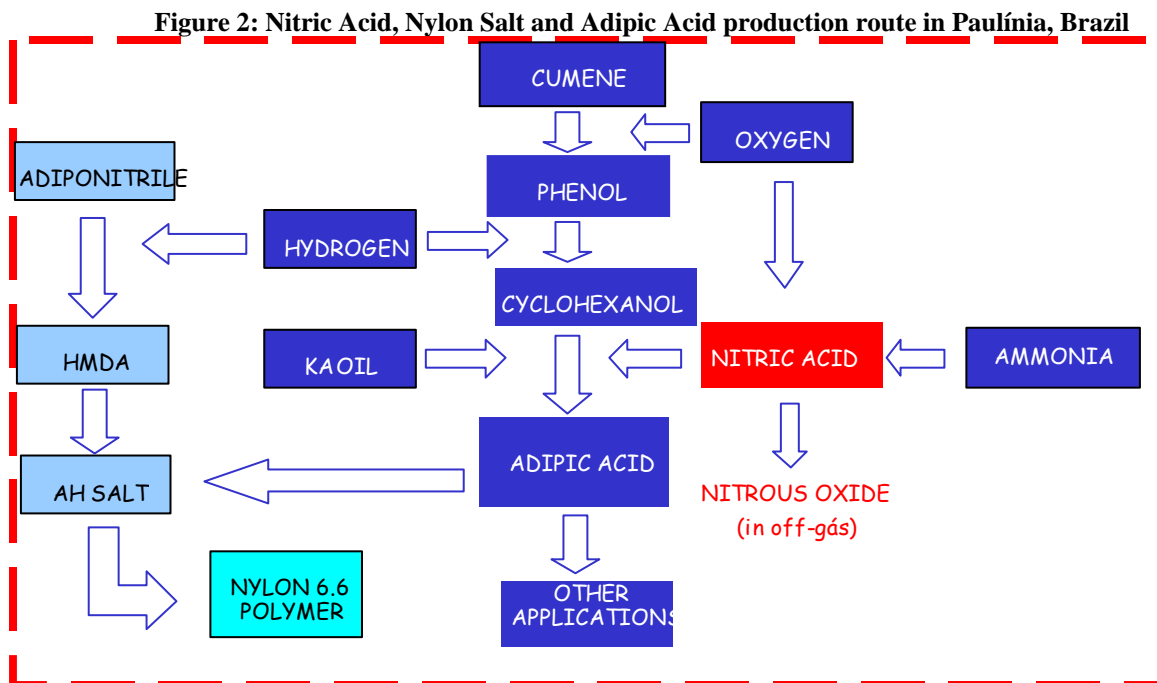 Figure 2: Nitric Acid, Nylon Salt and Adipic Acid production route in Paulínia, Brazil
CUMENE
OXYGEN
ADIPONITRILE
PHENOL
HYDROGEN
CYCLOHEXANOL
HMDA
KAOIL
NITRIC ACID
AMMONIA
ADIPIC ACID
AH SALT
NITROUS OXIDE
(in off-gás)
NYLON 6.6
POLYMER
OTHER
APPLICATIONS